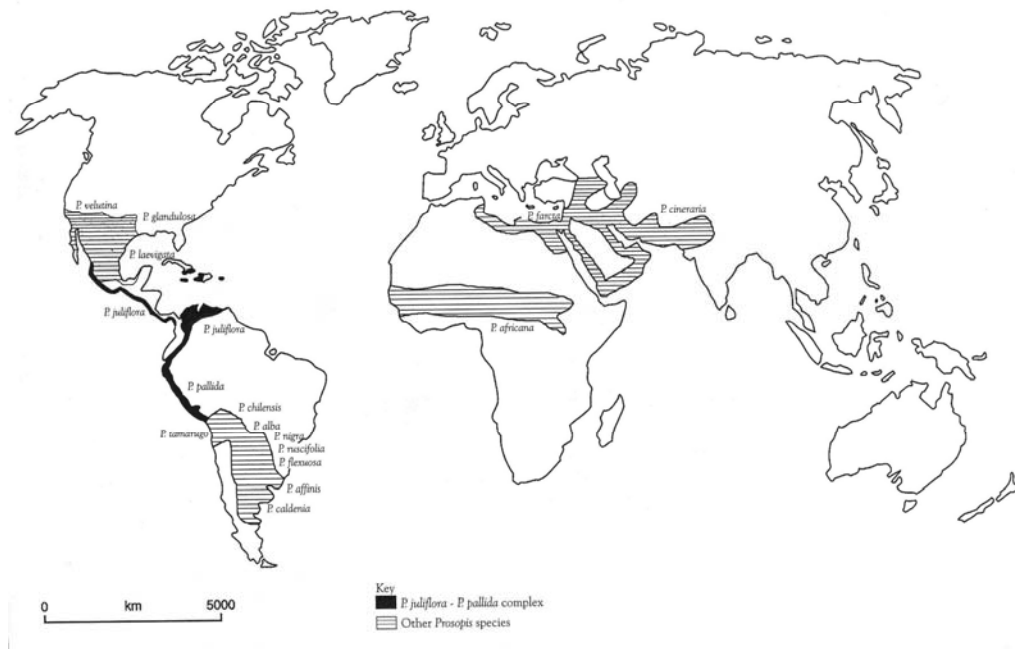 P. velutina
P. glandulosa
P. laevigata
P. juliflora
P. juliflora
P. pallida
P. chilensis
P. tamarugo
P. alba
P. nigra
P. ruscifolia
P. flexuosa
P. affinis
P. caldenia
P. farcta
P. cineraria
P. africana
Key
P. juliflora - P. pallida complex
Other Prosopis species
0 km 5000